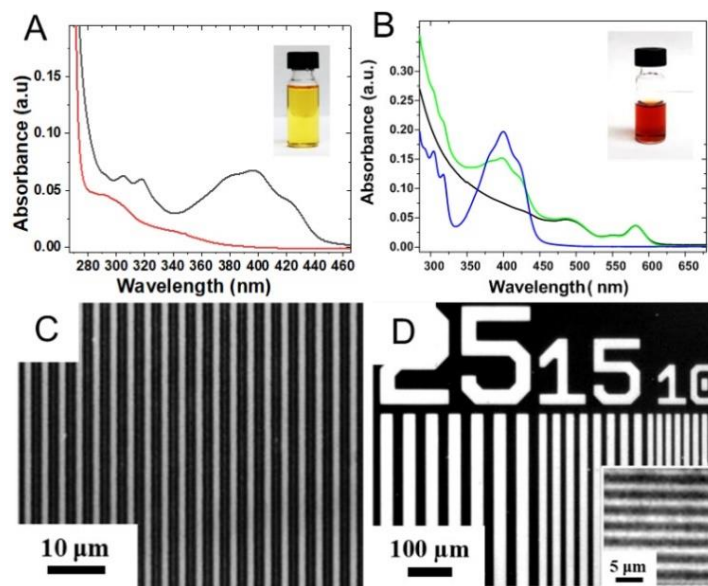 A
Absorbance (a.u)
0.15
0.10
0.05
0.00
280 300 320 340 360 380 400 420 440 460
Wavelength (nm)
B
Absorbance (a.u.)
0.30
0.25
0.20
0.15
0.10
0.05
0.00
300 350 400 450 500 550 600 650
Wavelength( nm)
C
10 μm
D
25 15 10
100 μm
5 μm